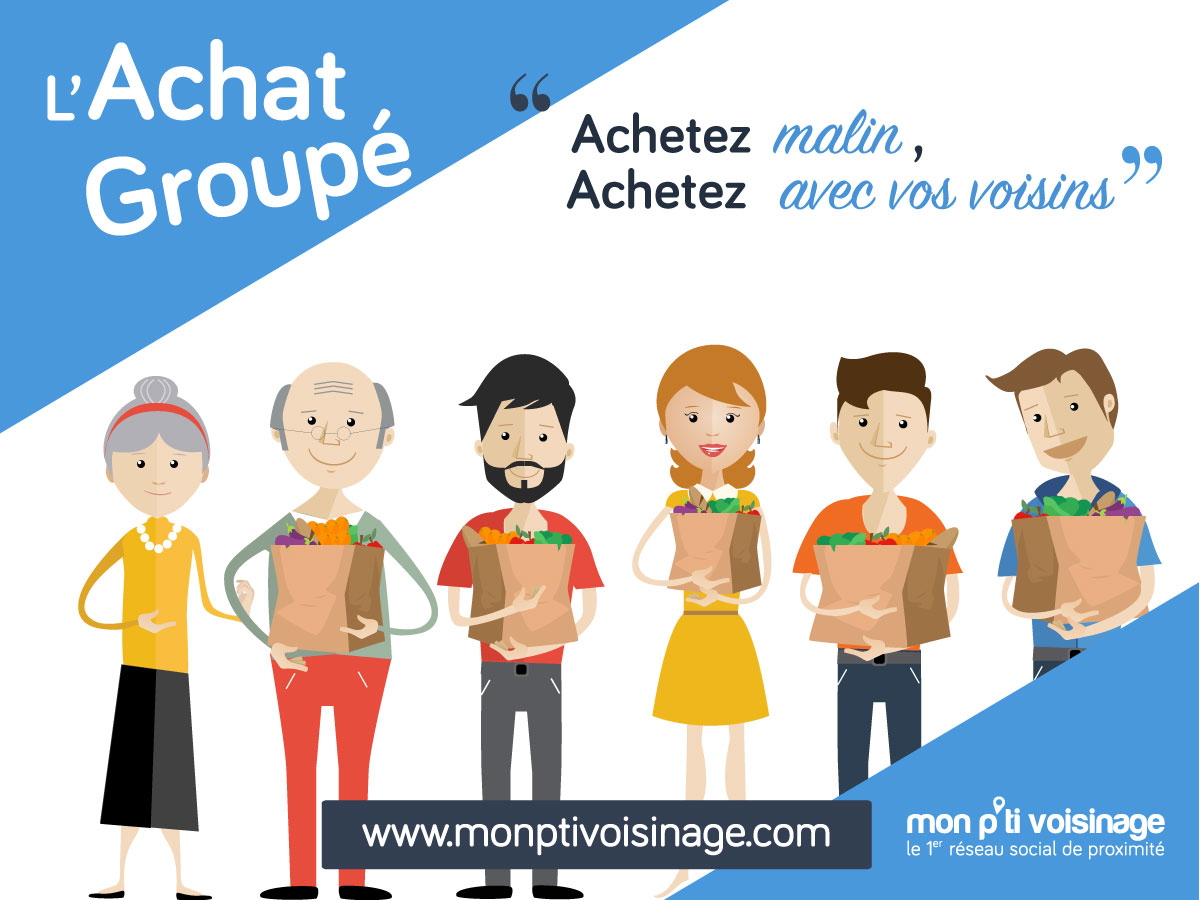 L'Achat
Groupé
“ Achetez malin,
Achetez avec vos voisins ”
www.monptivoisinage.com
mon p'ti voisinage
le 1er réseau social de proximité